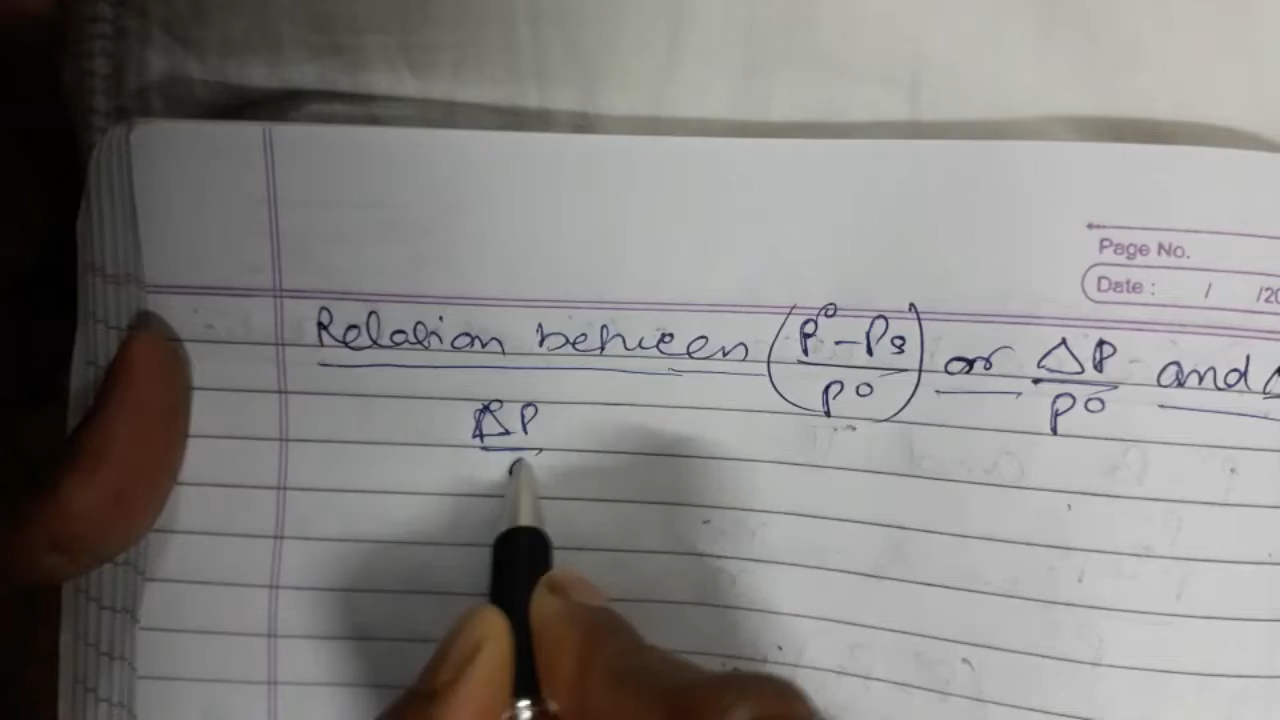 Page No.
Date : / /20
Relation between (P° - Ps / P°) or ΔP / P° and Δ
ΔP